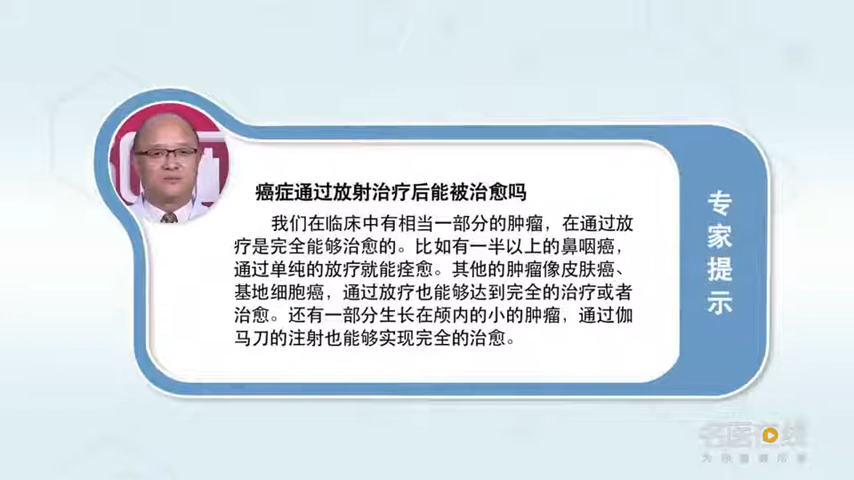 癌症通过放射治疗后能被治愈吗
我们在临床中有相当一部分的肿瘤，在通过放
疗是完全能够治愈的。比如有一半以上的鼻咽癌，
通过单纯的放疗就能痊愈。其他的肿瘤像皮肤癌、
基地细胞癌，通过放疗也能够达到完全的治疗或者
治愈。还有一部分生长在颅内的小的肿瘤，通过伽
马刀的注射也能够实现完全的治愈。
专家提示
名医在线